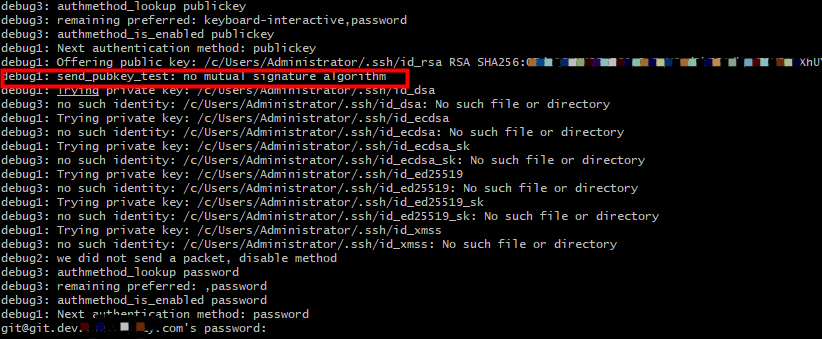 debug3: authmethod_lookup publickey
debug3: remaining preferred: keyboard-interactive,password
debug3: authmethod_is_enabled publickey
debug1: Next authentication method: publickey
debug1: Offering public key: /c/Users/Administrator/.ssh/id_rsa RSA SHA256:
debug1: send_pubkey_test: no mutual signature algorithm
debug1: Trying private key: /c/Users/Administrator/.ssh/id_dsa
debug3: no such identity: /c/Users/Administrator/.ssh/id_dsa: No such file or directory
debug1: Trying private key: /c/Users/Administrator/.ssh/id_ecdsa
debug3: no such identity: /c/Users/Administrator/.ssh/id_ecdsa: No such file or directory
debug1: Trying private key: /c/Users/Administrator/.ssh/id_ecdsa_sk
debug3: no such identity: /c/Users/Administrator/.ssh/id_ecdsa_sk: No such file or directory
debug1: Trying private key: /c/Users/Administrator/.ssh/id_ed25519
debug3: no such identity: /c/Users/Administrator/.ssh/id_ed25519: No such file or directory
debug1: Trying private key: /c/Users/Administrator/.ssh/id_ed25519_sk
debug3: no such identity: /c/Users/Administrator/.ssh/id_ed25519_sk: No such file or directory
debug1: Trying private key: /c/Users/Administrator/.ssh/id_xmss
debug3: no such identity: /c/Users/Administrator/.ssh/id_xmss: No such file or directory
debug2: we did not send a packet, disable method
debug3: authmethod_lookup password
debug3: remaining preferred: ,password
debug3: authmethod_is_enabled password
debug1: Next authentication method: password
git@git.dev. y.com's password: